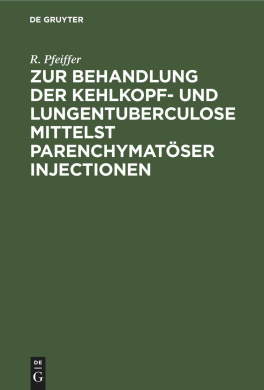 DE GRUYTER
R. Pfeiffer
ZUR BEHANDLUNG
DER KEHLKOPF- UND
LUNGENTUBERCULOSE
MITTELST
PARENCHYMATÖSER
INJECTIONEN
DE
G